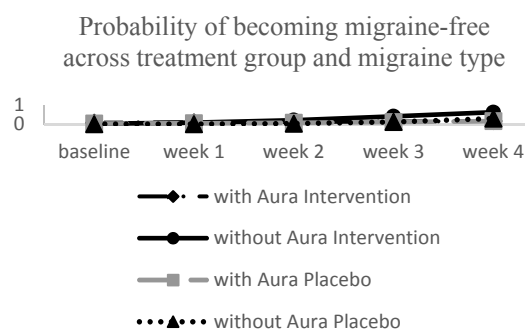 Probability of becoming migraine-free
across treatment group and migraine type
1
0
baseline week 1 week 2 week 3 week 4
with Aura Intervention
without Aura Intervention
with Aura Placebo
without Aura Placebo